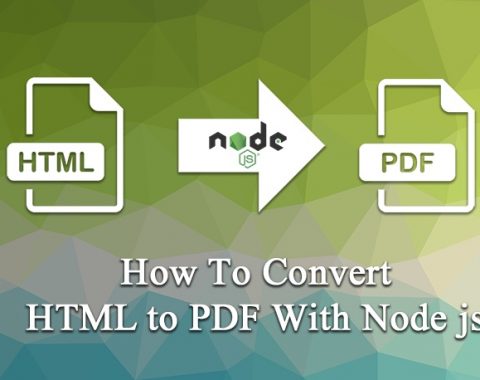 HTML
node
JS
PDF
How To Convert
HTML to PDF With Node js